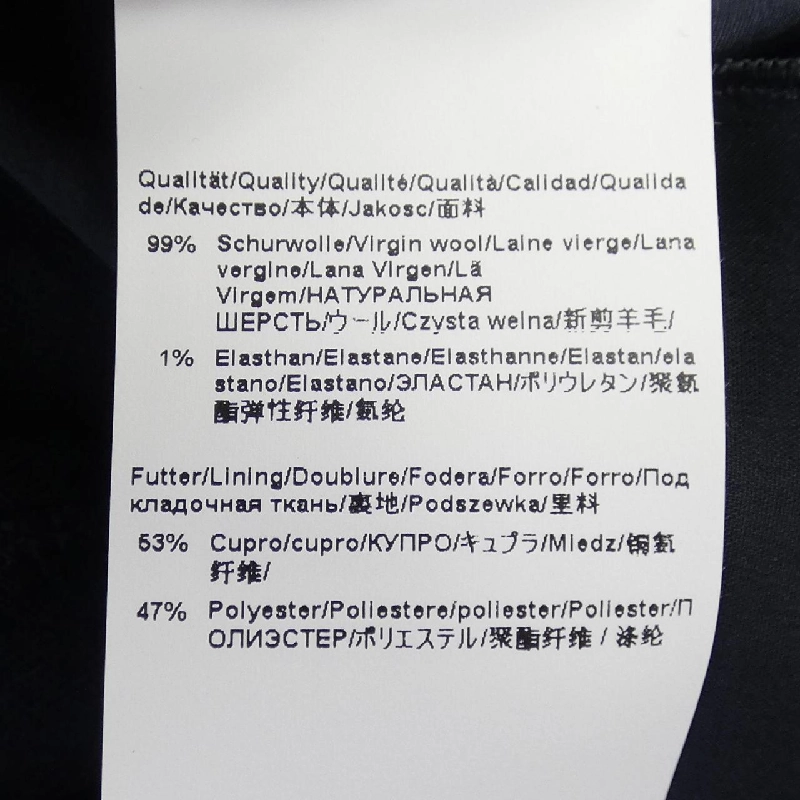 Qualität/Quality/Qualité/Qualità/Calidad/Qualida
de/Качество/本体/Jakosc/面料
99% Schurwolle/Virgin wool/Laine vierge/Lana
vergine/Lana Virgen/Lã
Virgem/НАТУРАЛЬНАЯ
ШЕРСТЬ/ウール/Czysta welna/新剪羊毛/
1% Elasthan/Elastane/Elasthanne/Elastan/ela
stano/Elastano/ЭЛАСТАН/ポリウレタン/聚氨
酯弹性纤维/氨纶
Futter/Lining/Doublure/Fodera/Forro/Forro/Под
кладочная ткань/裏地/Podszewka/里料
53% Cupro/cupro/КУПРО/キュプラ/Miedz/铜氨
纤维/
47% Polyester/Poliestere/poliester/Poliester/П
ОЛИЭСТЕР/ポリエステル/聚酯纤维 / 涤纶